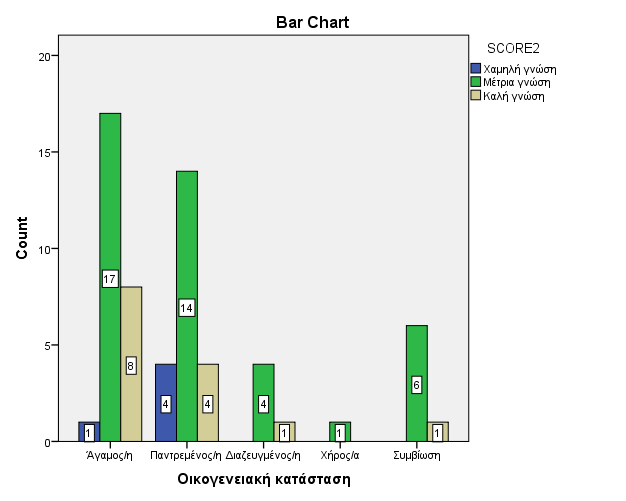 Bar Chart
SCORE2
Χαμηλή γνώση
Μέτρια γνώση
Καλή γνώση
Count
20
15
10
5
0
1
17
8
4
14
4
4
1
1
6
1
Άγαμος/η
Παντρεμένος/η
Διαζευγμένος/η
Χήρος/α
Συμβίωση
Οικογενειακή κατάσταση